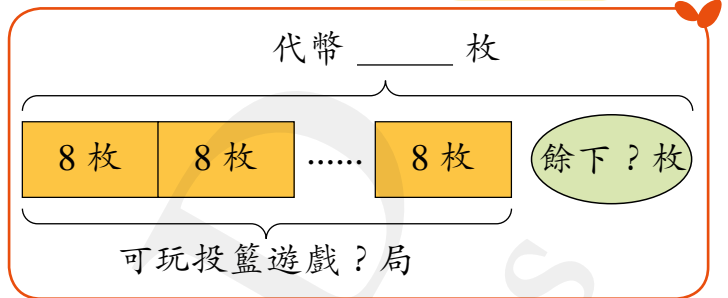 代幣 ______ 枚
8 枚 8 枚 ...... 8 枚 餘下 ? 枚
可玩投籃遊戲 ? 局